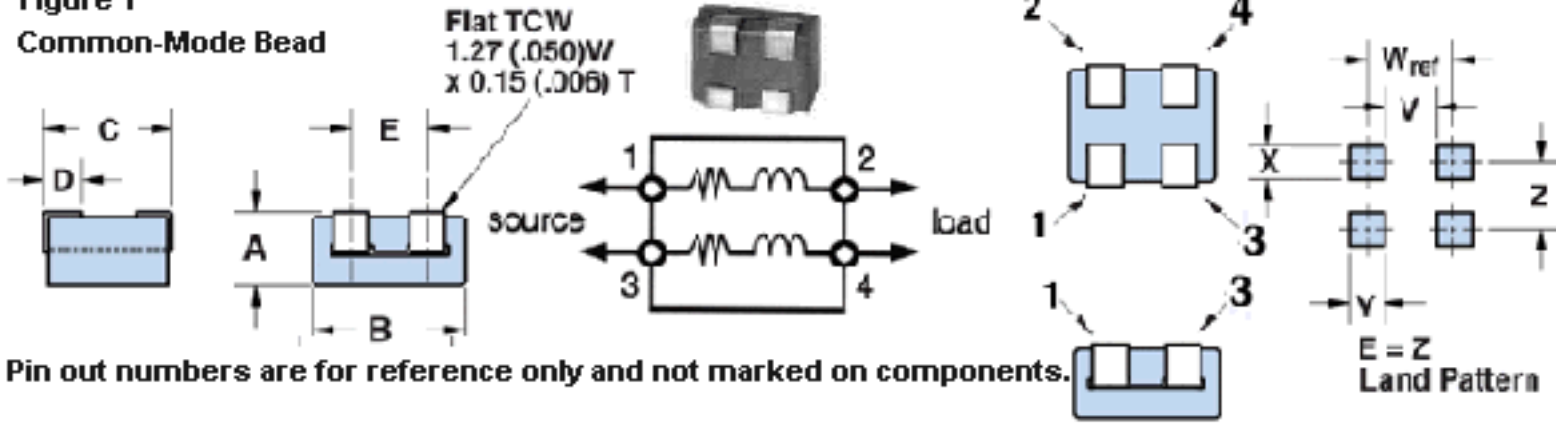 Figure 1
Common-Mode Bead
Flat TCW
1.27 (.050)W
x 0.15 (.006) T
C
D
A
E
B
1
2
source
load
3
4
2
4
1
3
1
3
Wref
V
X
Z
Y
E = Z
Land Pattern
Pin out numbers are for reference only and not marked on components.